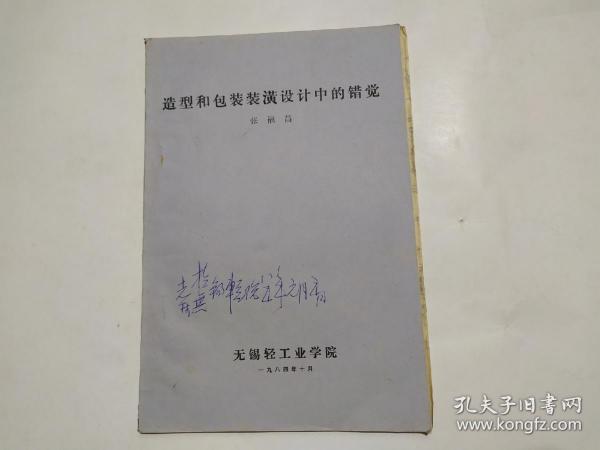 造型和包装装潢设计中的错觉
张福昌
无锡轻工业学院
一九八四年十月
孔夫子旧书网
www.kongfz.com